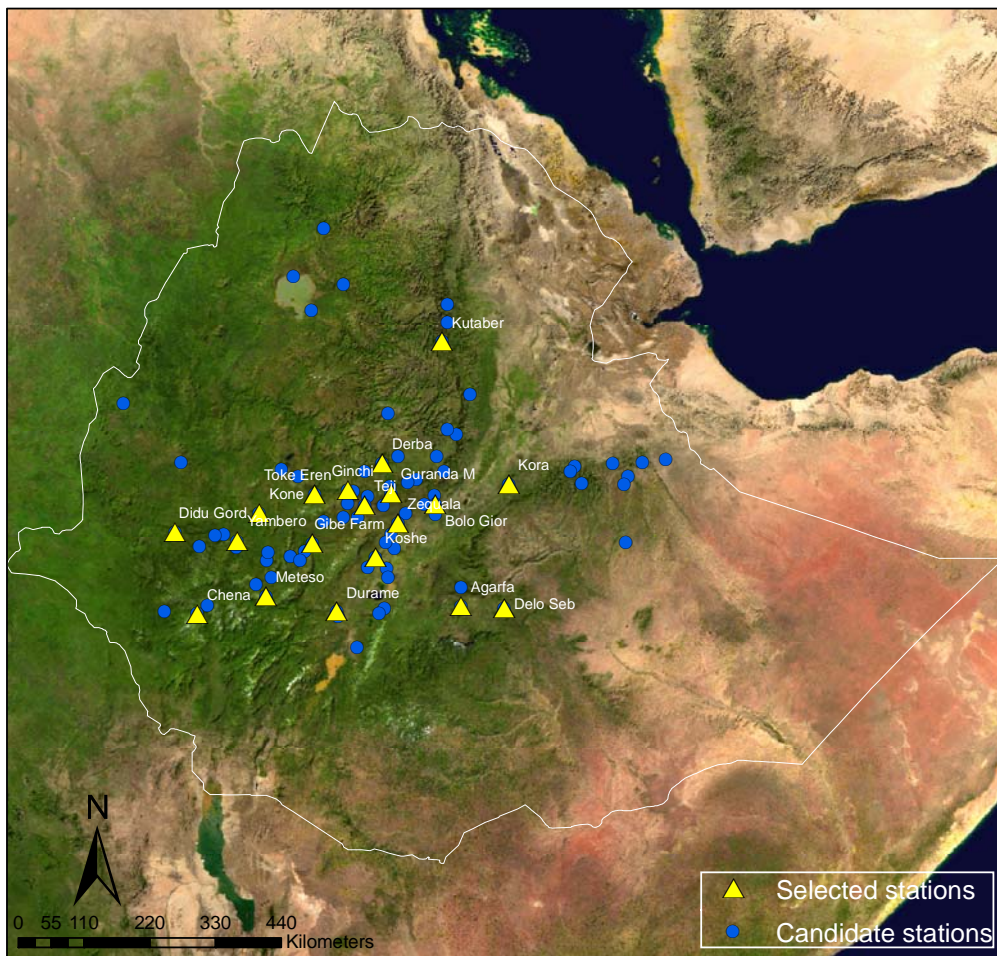 Kutaber
Derba
Toke Eren
Ginchi
Guranda M
Kora
Kone
Teji
Zequala
Didu Gord
Yambero
Gibe Farm
Bolo Gior
Koshe
Meteso
Chena
Durame
Agarfa
Delo Seb
N
0 55 110 220 330 440
Kilometers
Selected stations
Candidate stations